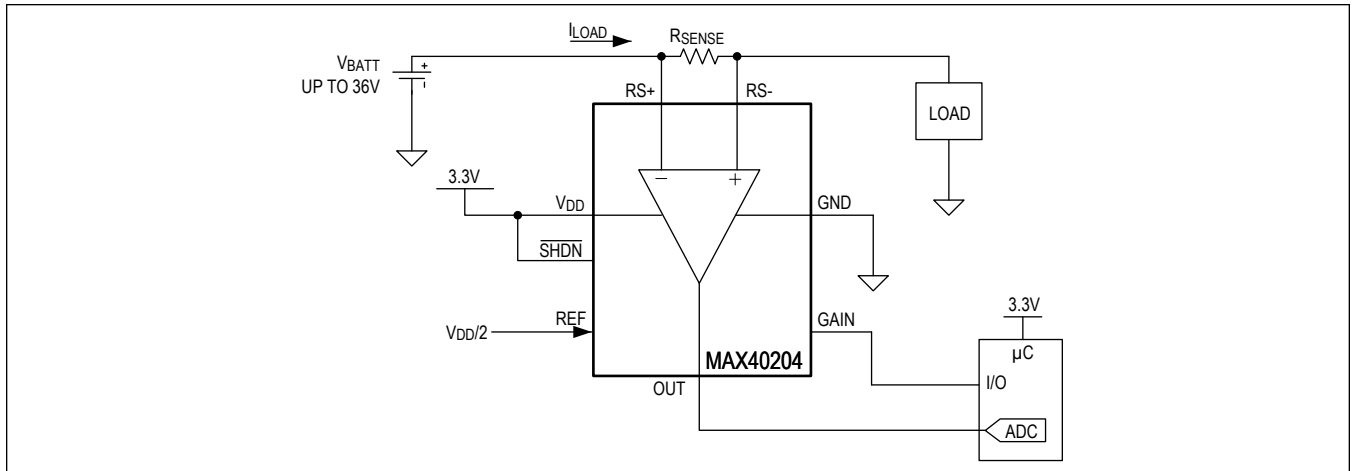 ILOAD
RSENSE
VBATT
UP TO 36V
+
-
RS+
RS-
LOAD
3.3V
− +
VDD
GND
SHDN
REF
VDD/2
GAIN
3.3V
µC
MAX40204
OUT
I/O
ADC